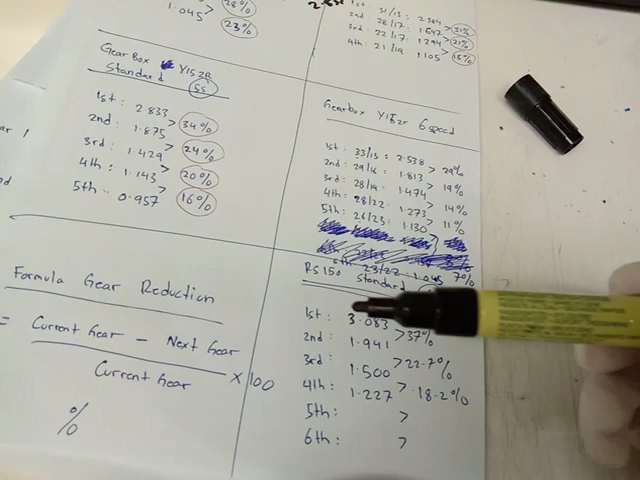 28%
1.045 >
23%
1st: 31/13 : 2.384
2nd : 28/17 : 1.647 > 31%
3rd : 22/17 : 1.294 > 21%
4th : 21/19 1.105 > 15%
Gear Box Y15ZR
Standard 5S
1st : 2.833
2nd : 1.875 > 34%
3rd : 1.429 > 24%
4th : 1.143 > 20%
5th : 0.957 > 16%
Gearbox Y15zr 6 speed
1st : 33/13 : 2.538
2nd : 29/16 : 1.813 > 29%
3rd : 28/19 : 1.474 > 19%
4th : 28/22 : 1.273 > 14%
5th : 26/23 : 1.130 > 11%
6th : 23/22 : 1.045 7%
Formula Gear Reduction
= Current Gear - Next Gear
Current Gear × 100
%
RS150 Standard
1st : 3.083
2nd : 1.941 > 37%
3rd : 1.500 > 22.7%
4th : 1.227 > 18.2%
5th : >
6th : >